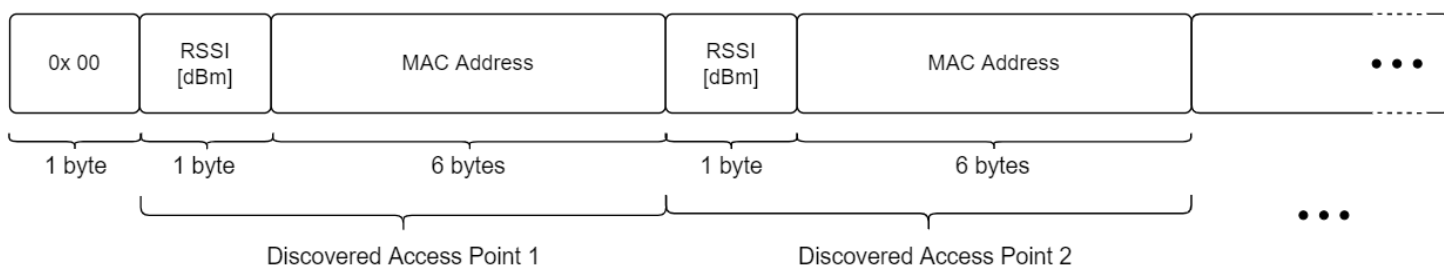 0x 00
RSSI
[dBm]
MAC Address
RSSI
[dBm]
MAC Address
1 byte
1 byte
6 bytes
1 byte
6 bytes
Discovered Access Point 1
Discovered Access Point 2